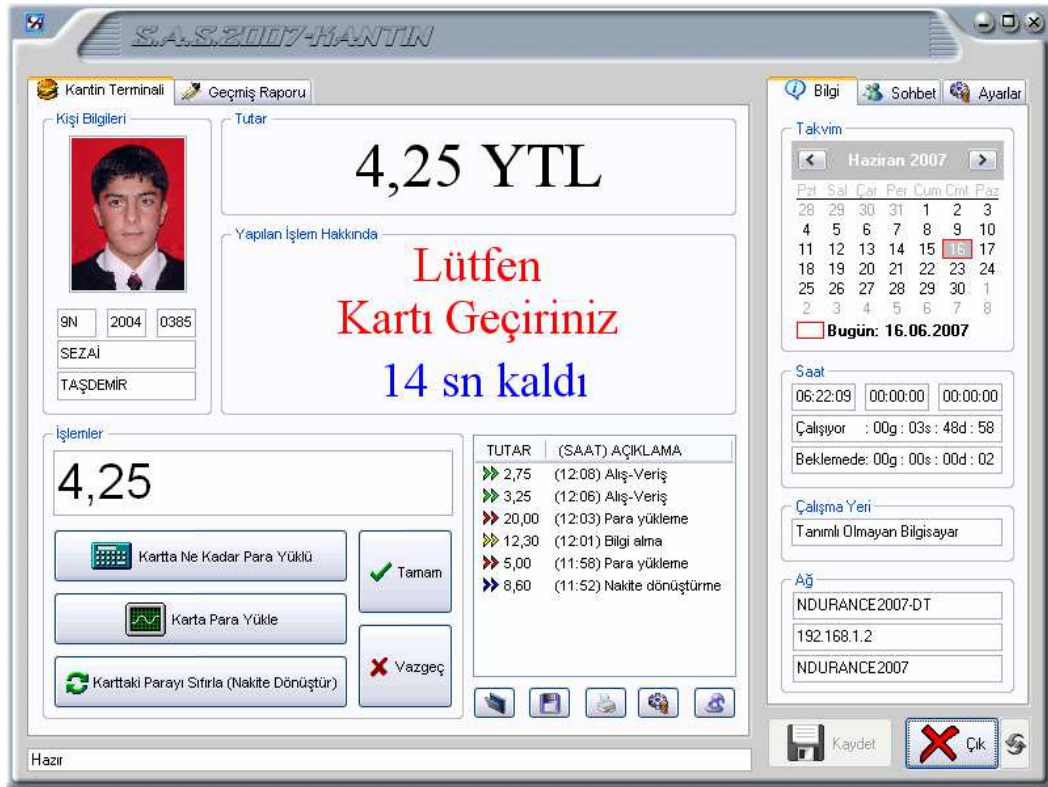 S.A.S.2007-KANTIN
Kantin Terminali
Geçmiş Raporu
Kişi Bilgileri
9N 2004 0385
SEZAİ
TAŞDEMİR
Tutar
4,25 YTL
Yapılan İşlem Hakkında
Lütfen
Kartı Geçiriniz
14 sn kaldı
İşlemler
4,25
Kartta Ne Kadar Para Yüklü
Karta Para Yükle
Karttaki Parayı Sıfırla (Nakite Dönüştür)
Tamam
Vazgeç
TUTAR (SAAT) AÇIKLAMA
2,75 (12:08) Alış-Veriş
3,25 (12:06) Alış-Veriş
20,00 (12:03) Para yükleme
12,30 (12:01) Bilgi alma
5,00 (11:58) Para yükleme
8,60 (11:52) Nakite dönüştürme
Hazır
Bilgi
Sohbet
Ayarlar
Takvim
Haziran 2007
Pzt Sal Çar Per Cum Cmt Paz
28 29 30 31 1 2 3
4 5 6 7 8 9 10
11 12 13 14 15 16 17
18 19 20 21 22 23 24
25 26 27 28 29 30 1
2 3 4 5 6 7 8
Bugün: 16.06.2007
Saat
06:22:09 00:00:00 00:00:00
Çalışıyor : 00g : 03s : 48d : 58
Beklemede: 00g : 00s : 00d : 02
Çalışma Yeri
Tanımlı Olmayan Bilgisayar
Ağ
NDURANCE2007-DT
192.168.1.2
NDURANCE2007
Kaydet
Çık